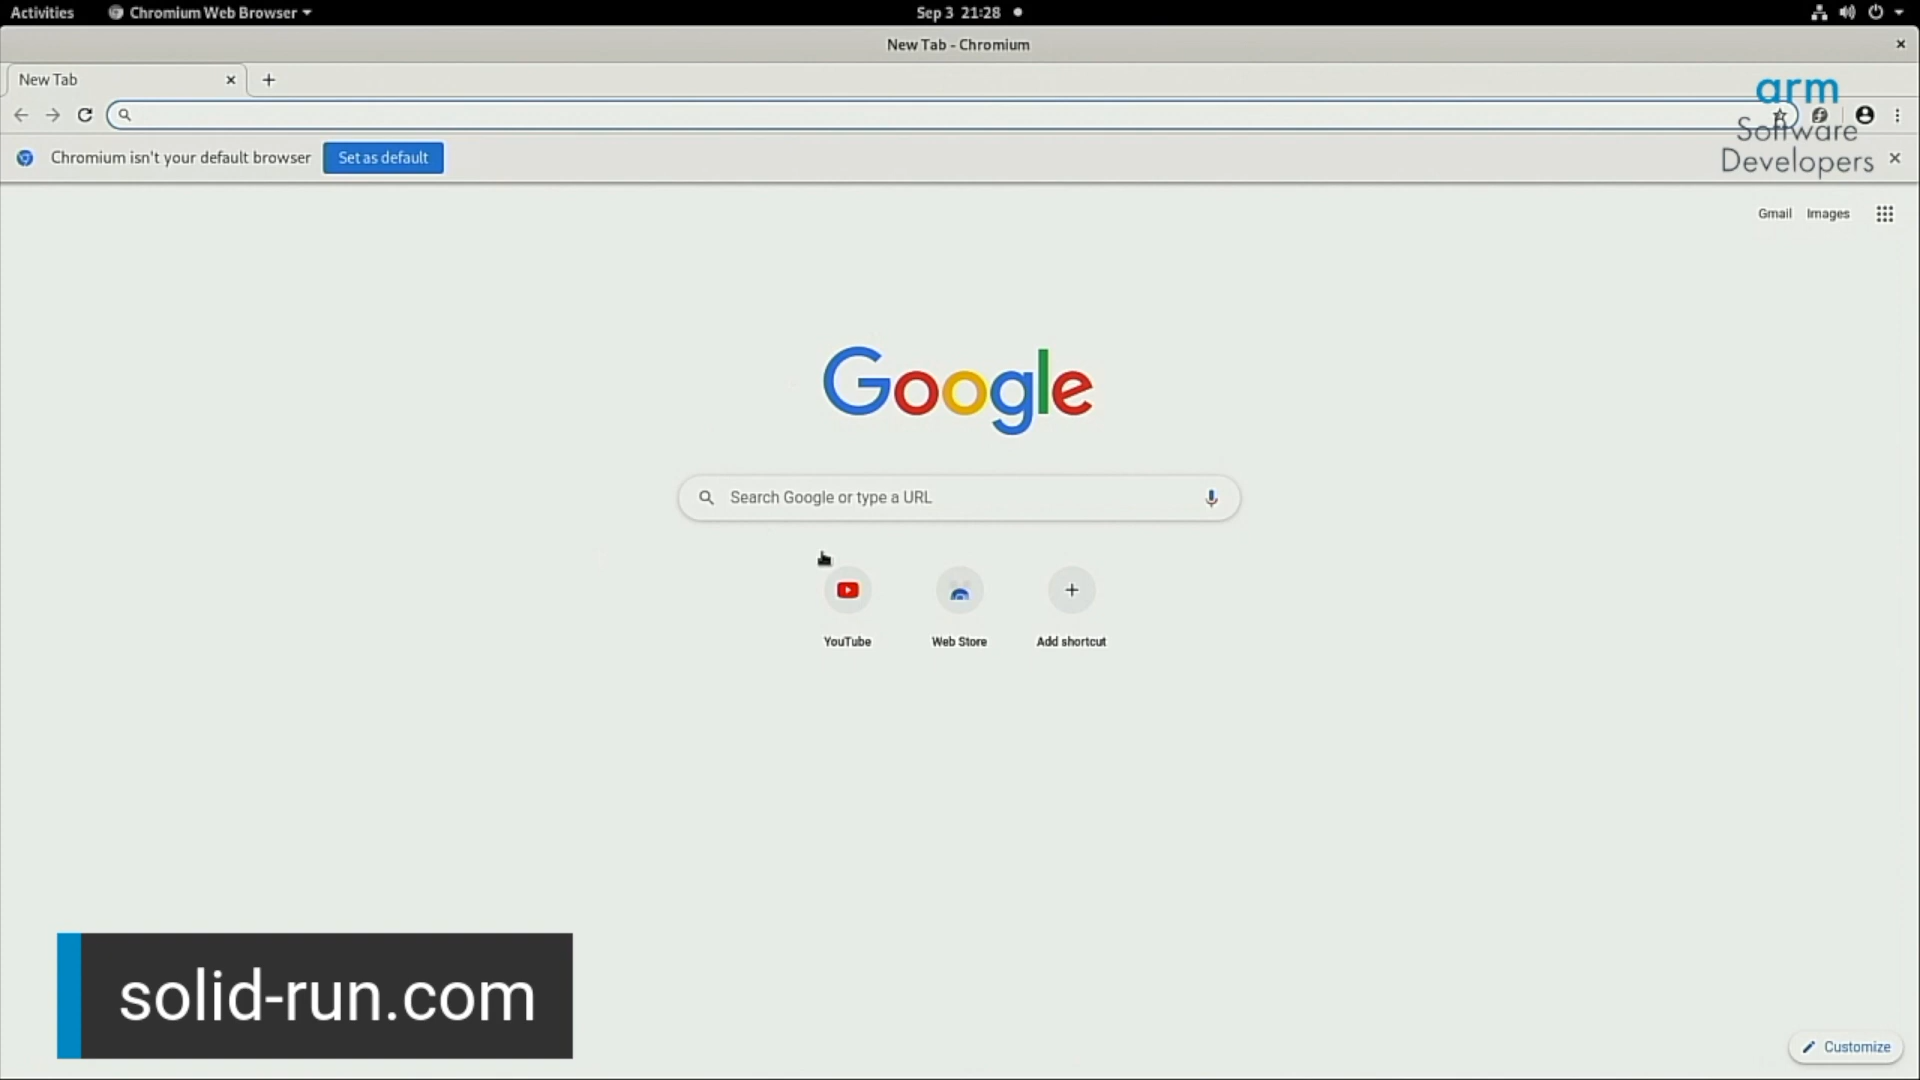 Activities Chromium Web Browser Sep 3 21:28
New Tab - Chromium
New Tab
arm
Software
Developers
Chromium isn't your default browser Set as default
Gmail Images
Google
Search Google or type a URL
YouTube Web Store Add shortcut
solid-run.com
Customize